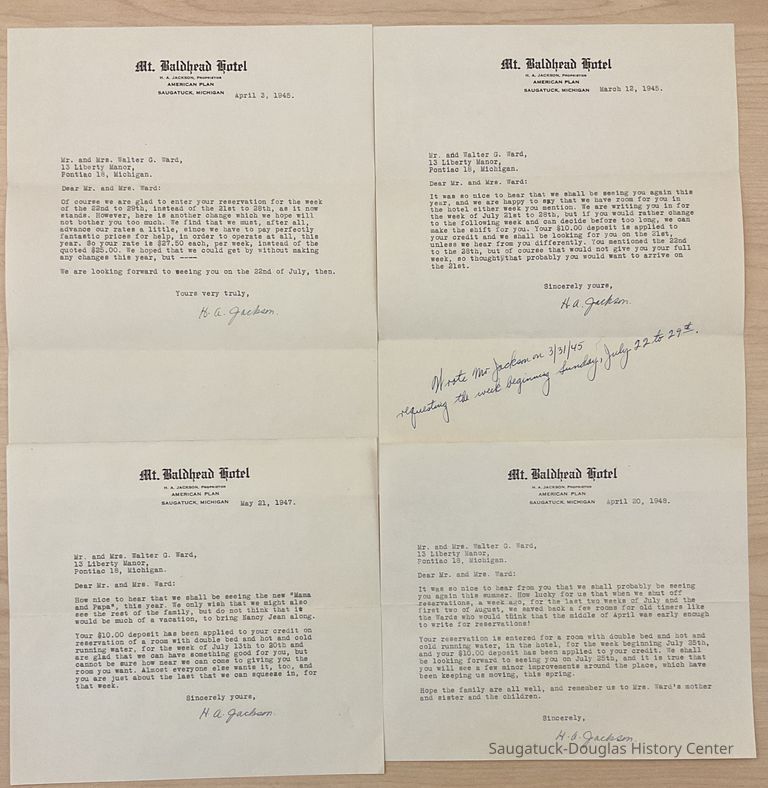 Mt. Baldhead Hotel
H. A. JACKSON, PROPRIETOR
AMERICAN PLAN
SAUGATUCK, MICHIGAN April 3, 1945.
Mr. and Mrs. Walter G. Ward,
13 Liberty Manor,
Pontiac 18, Michigan.
Dear Mr. and Mrs. Ward:
Of course we are glad to enter your reservation for the week
of the 22nd to 29th, instead of the 21st to 28th, as it now
stands. However, here is another change which we hope will
not bother you too much. We find that we must, after all,
advance our rates a little, since we have to pay perfectly
fantastic prices for help, in order to operate at all, this
year. So your rate is $27.50 each, per week, instead of the
quoted $25.00. We hoped that we could get by without making
any changes this year, but ----
We are looking forward to seeing you on the 22nd of July, then.
Yours very truly,
H. A. Jackson.
Mt. Baldhead Hotel
H. A. JACKSON, PROPRIETOR
AMERICAN PLAN
SAUGATUCK, MICHIGAN March 12, 1945.
Mr. and Mrs. Walter G. Ward,
13 Liberty Manor,
Pontiac 18, Michigan.
Dear Mr. and Mrs. Ward:
It was so nice to hear that we shall be seeing you again this
year, and we are happy to say that we have room for you in
the hotel either week you mention. We are writing you in for
the week of July 21st to 28th, but if you would rather change
to the following week and can decide before too long, we can
make the shift for you. Your $10.00 deposit is applied to
your credit and we shall be looking for you on the 21st,
unless we hear from you differently. You mentioned the 22nd
to the 28th, but of course that would not give you your full
week, so thought that probably you would want to arrive on
the 21st.
Sincerely yours,
H. A. Jackson.
Wrote Mr. Jackson on 3/31/45
requesting the week beginning Sunday, July 22 to 29th.
Mt. Baldhead Hotel
H. A. JACKSON, PROPRIETOR
AMERICAN PLAN
SAUGATUCK, MICHIGAN May 21, 1947.
Mr. and Mrs. Walter G. Ward,
13 Liberty Manor,
Pontiac 18, Michigan.
Dear Mr. and Mrs. Ward:
How nice to hear that we shall be seeing the new "Mama
and Papa", this year. We only wish that we might also
see the rest of the family, but do not think that it
would be much of a vacation, to bring Nancy Jean along.
Your $10.00 deposit has been applied to your credit on
reservation of a room with double bed and hot and cold
running water, for the week of July 13th to 20th and
are glad that we can have something good for you, but
cannot be sure how near we can come to giving you the
room you want. Almost everyone else wants it, too, and
you are just about the last that we can squeeze in, for
that week.
Sincerely yours,
H A. Jackson.
Mt. Baldhead Hotel
H. A. JACKSON, PROPRIETOR
AMERICAN PLAN
SAUGATUCK, MICHIGAN April 20, 1948.
Mr. and Mrs. Walter G. Ward,
13 Liberty Manor,
Pontiac 18, Michigan.
Dear Mr. and Mrs. Ward:
It was so nice to hear from you that we shall probably be seeing
you again this summer. How lucky for us that when we shut off
reservations, a week ago, for the last two weeks of July and the
first two of August, we saved back a few rooms for old timers like
the Wards who would think that the middle of April was early enough
to write for reservations!
Your reservation is entered for a room with double bed and hot and
cold running water, in the hotel, for the week beginning July 25th,
and your $10.00 deposit has been applied to your credit. We shall
be looking forward to seeing you on July 25th, and it is true that
you will see a few minor improvements around the place, which have
been keeping us moving, this spring.
Hope the family are all well, and remember us to Mrs. Ward's mother
and sister and the children.
Sincerely,
H. A. Jackson
Saugatuck-Douglas History Center